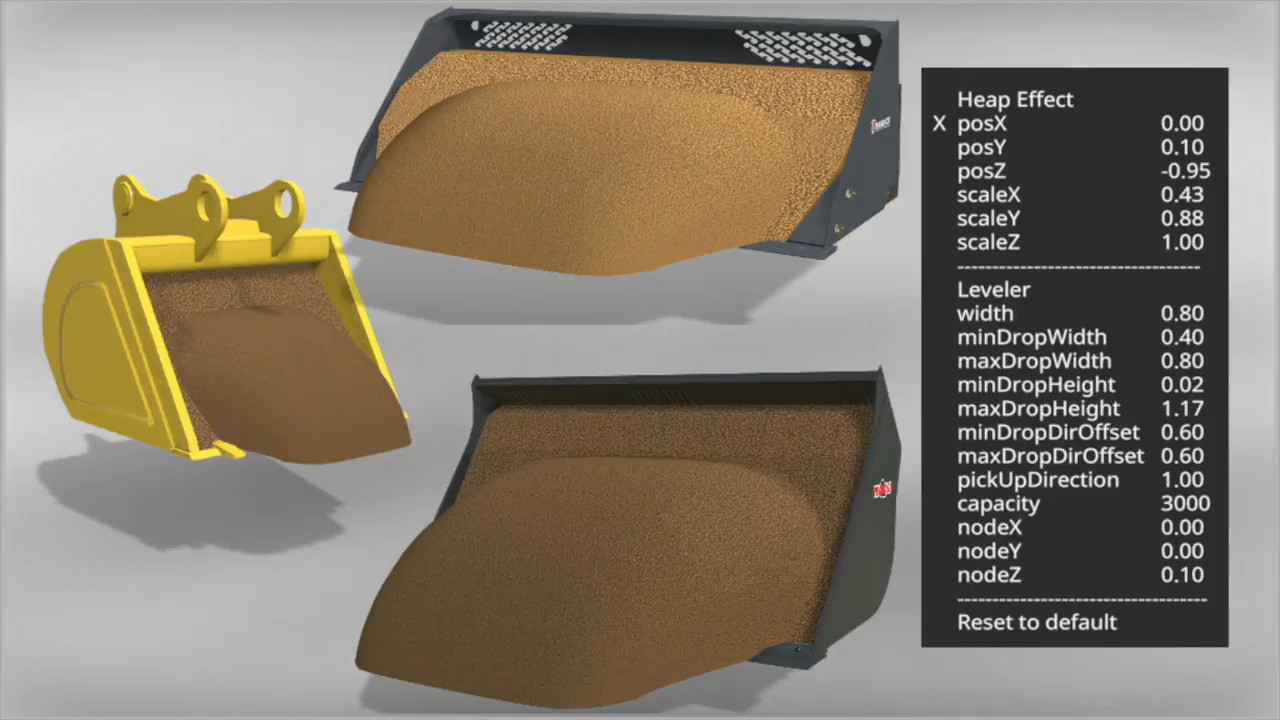 Heap Effect
X posX 0.00
posY 0.10
posZ -0.95
scaleX 0.43
scaleY 0.88
scaleZ 1.00
-----------------------------------
Leveler
width 0.80
minDropWidth 0.40
maxDropWidth 0.80
minDropHeight 0.02
maxDropHeight 1.17
minDropDirOffset 0.60
maxDropDirOffset 0.60
pickUpDirection 1.00
capacity 3000
nodeX 0.00
nodeY 0.00
nodeZ 0.10
------------------------------------
Reset to default